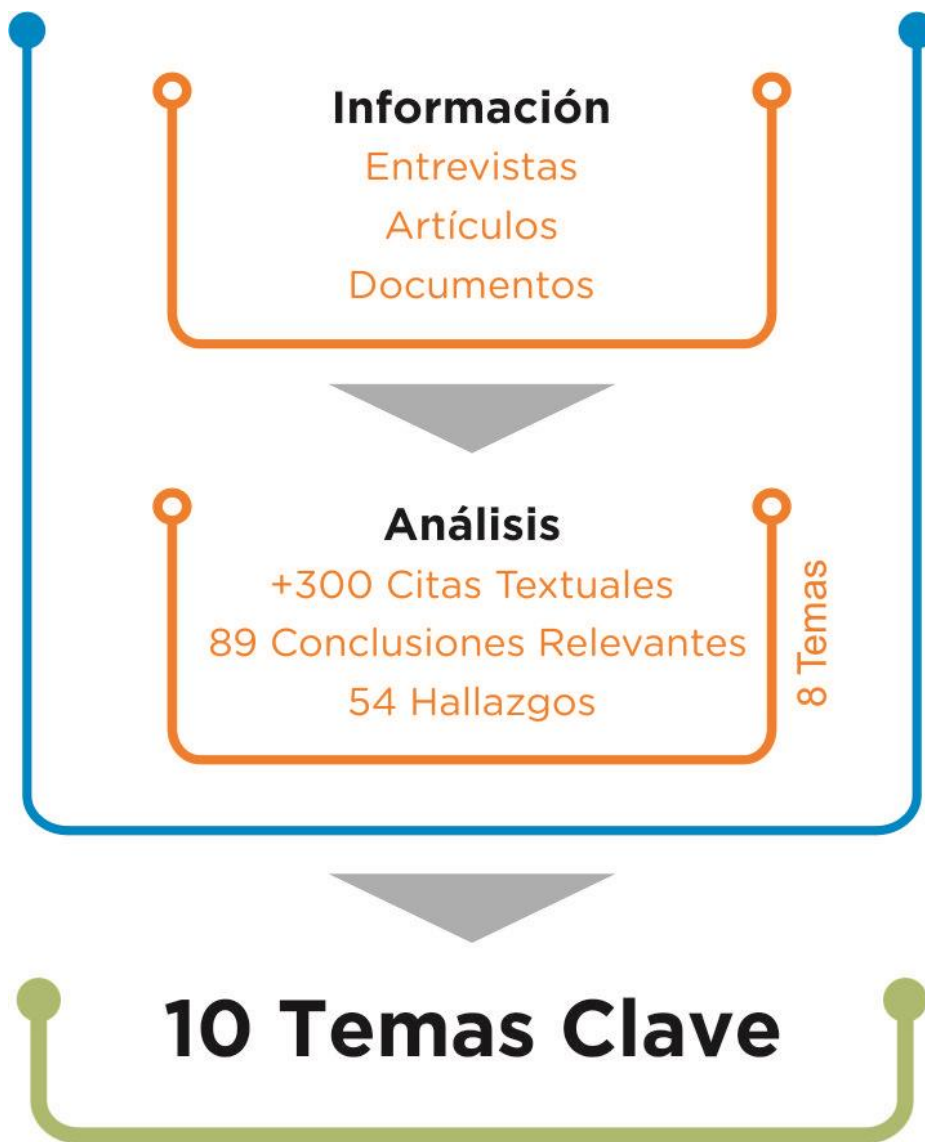 Información
Entrevistas
Artículos
Documentos
Análisis
+300 Citas Textuales
89 Conclusiones Relevantes
54 Hallazgos
8 Temas
10 Temas Clave